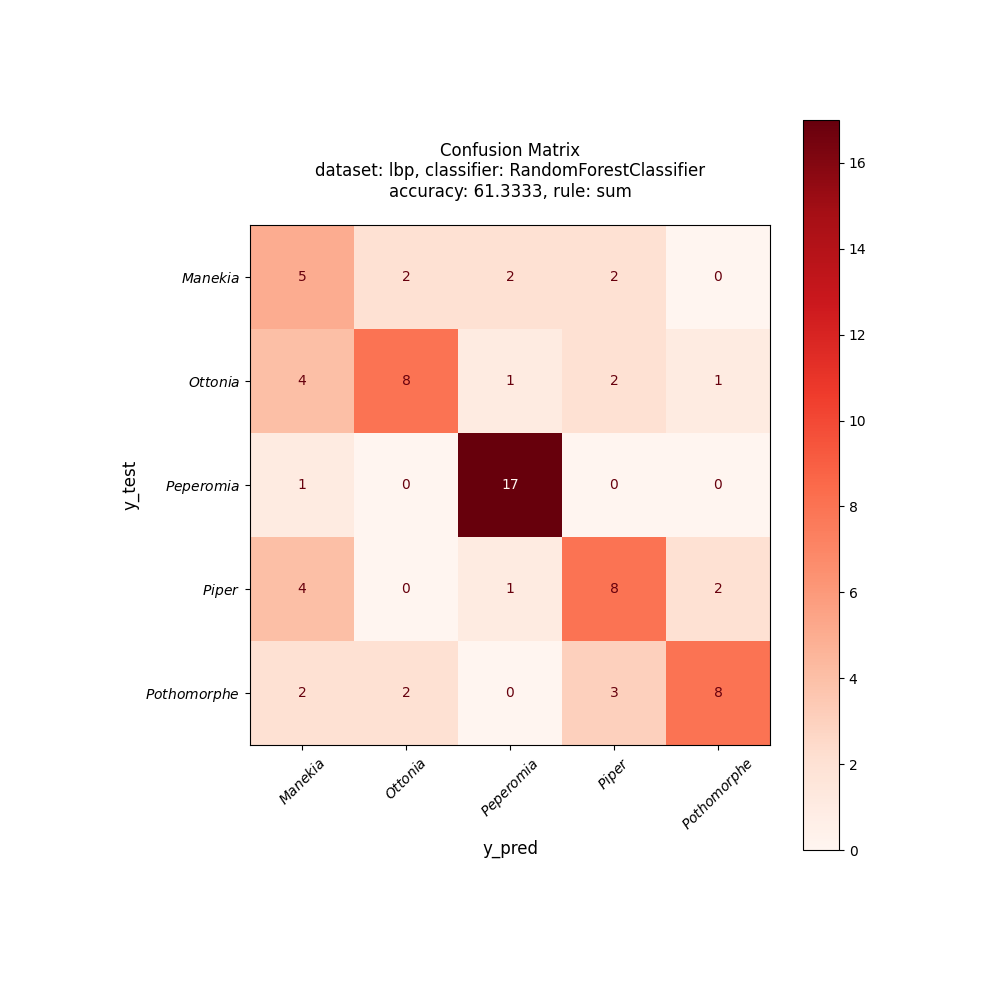 Confusion Matrix
dataset: lbp, classifier: RandomForestClassifier
accuracy: 61.3333, rule: sum
Manekia 5 2 2 2 0
Ottonia 4 8 1 2 1
Peperomia 1 0 17 0 0
Piper 4 0 1 8 2
Pothomorphe 2 2 0 3 8
y_test
Manekia Ottonia Peperomia Piper Pothomorphe
y_pred
16
14
12
10
8
6
4
2
0